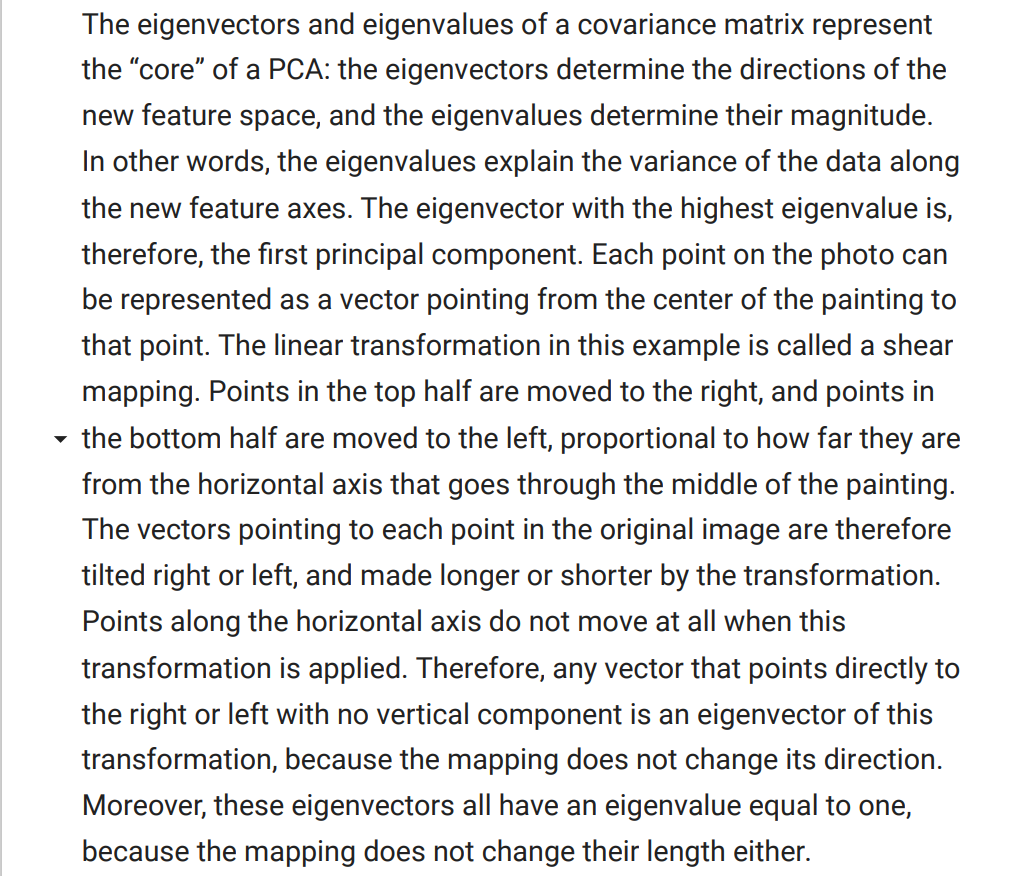 The eigenvectors and eigenvalues of a covariance matrix represent
the “core” of a PCA: the eigenvectors determine the directions of the
new feature space, and the eigenvalues determine their magnitude.
In other words, the eigenvalues explain the variance of the data along
the new feature axes. The eigenvector with the highest eigenvalue is,
therefore, the first principal component. Each point on the photo can
be represented as a vector pointing from the center of the painting to
that point. The linear transformation in this example is called a shear
mapping. Points in the top half are moved to the right, and points in
the bottom half are moved to the left, proportional to how far they are
from the horizontal axis that goes through the middle of the painting.
The vectors pointing to each point in the original image are therefore
tilted right or left, and made longer or shorter by the transformation.
Points along the horizontal axis do not move at all when this
transformation is applied. Therefore, any vector that points directly to
the right or left with no vertical component is an eigenvector of this
transformation, because the mapping does not change its direction.
Moreover, these eigenvectors all have an eigenvalue equal to one,
because the mapping does not change their length either.